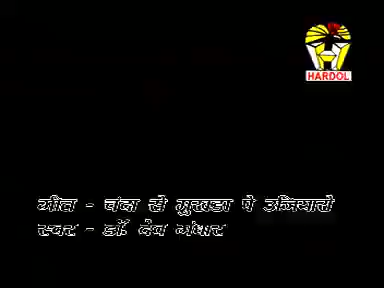 HARDOL
गीत - चंदा से मुखडा पे उजियारो
स्वर - डॉ. देव गंधार